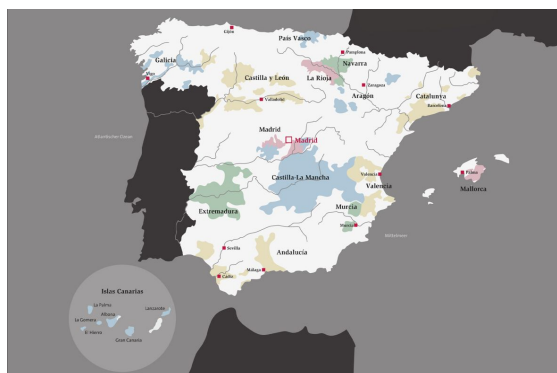 Gijón
País Vasco
Galicia
Pamplona
Navarra
Vigo
Castilla y León
La Rioja
Zaragoza
Catalunya
Aragón
Barcelona
Valladolid
Madrid
Madrid
Atlantischer Ozean
Valencia
Palma
Castilla-La Mancha
Valencia
Mallorca
Extremadura
Murcia
Murcia
Mittelmeer
Sevilla
Andalucía
Málaga
Cádiz
Islas Canarias
La Palma
Lanzarote
La Gomera
El Hierro
Gran Canaria